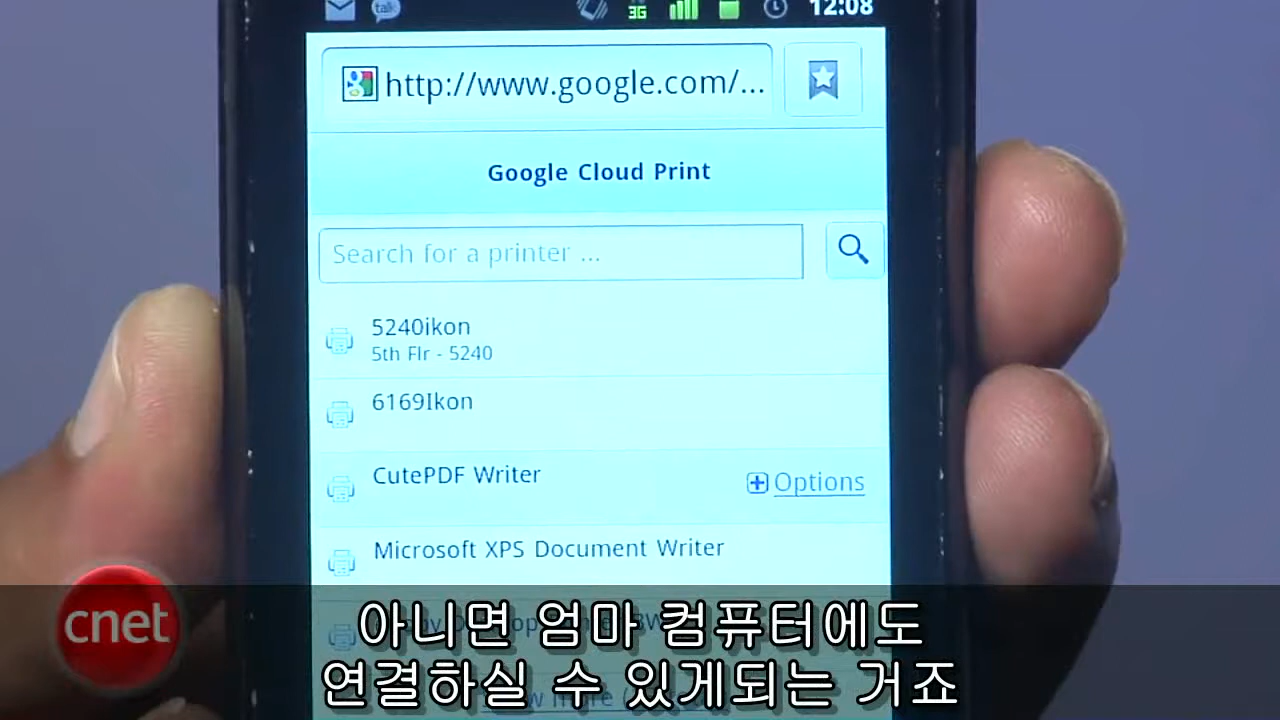 talk
3G
12:08
http://www.google.com/...
Google Cloud Print
Search for a printer ...
5240ikon
5th Flr - 5240
6169Ikon
CutePDF Writer
Options
Microsoft XPS Document Writer
cnet
아니면 엄마 컴퓨터에도
연결하실 수 있게되는 거죠